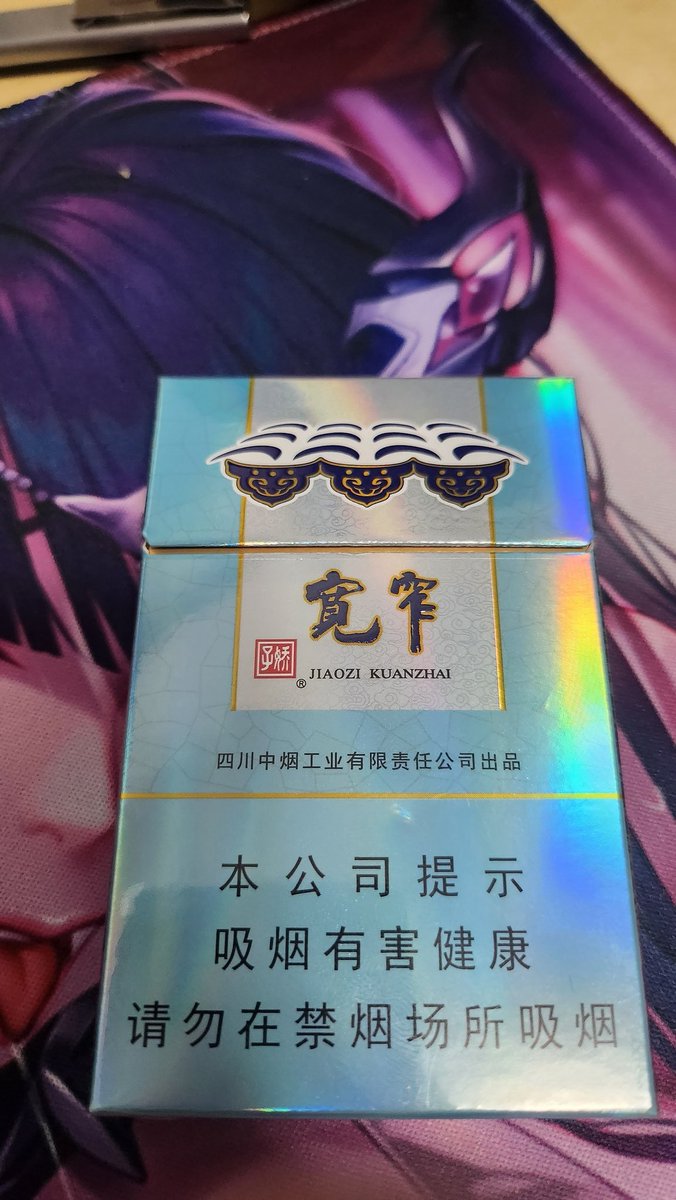 宽窄
娇子
® JIAOZI KUANZHAI
四川中烟工业有限责任公司出品
本公司提示
吸烟有害健康
请勿在禁烟场所吸烟